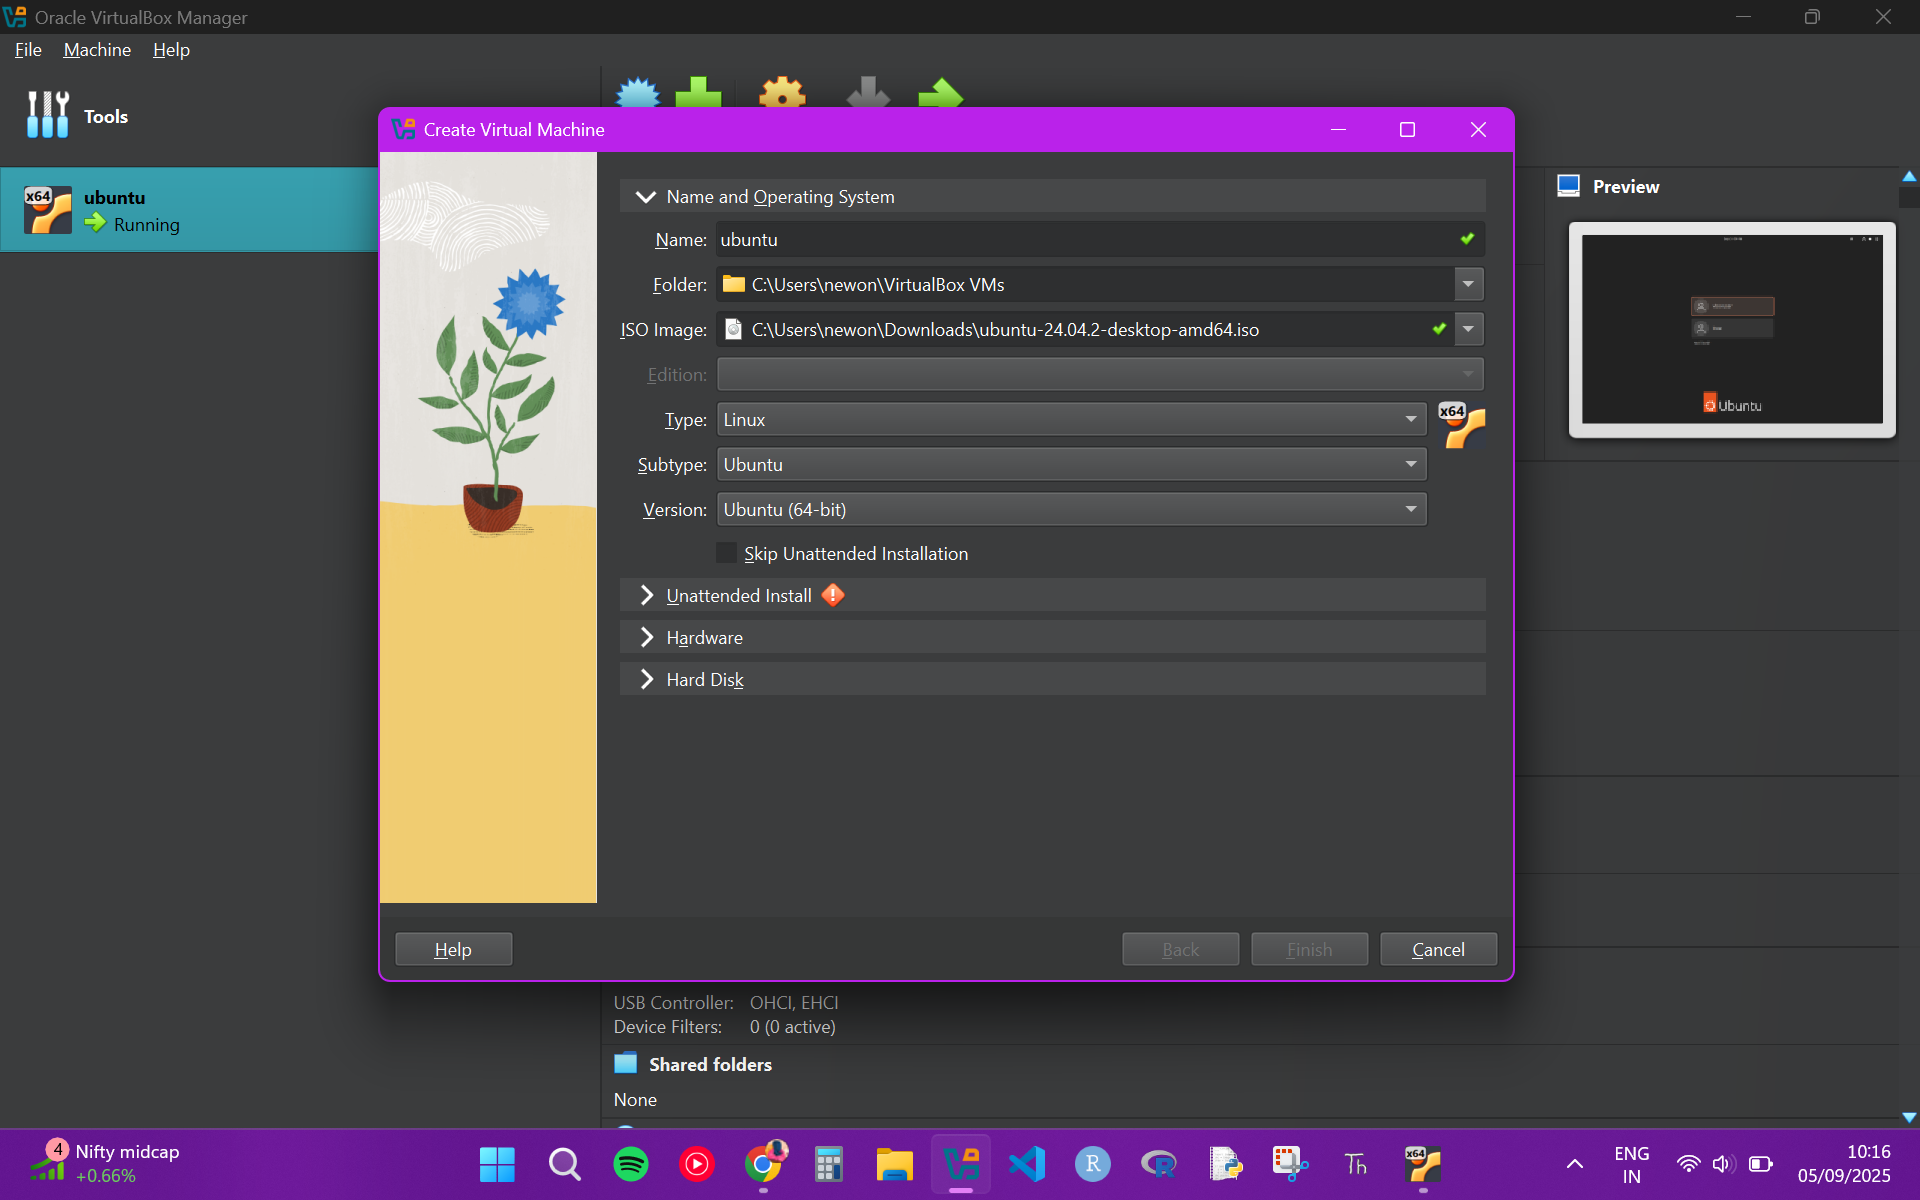 Oracle VirtualBox Manager
File Machine Help
Tools
x64
ubuntu
Running
Create Virtual Machine
Name and Operating System
Name: ubuntu
Folder: C:\Users\newon\VirtualBox VMs
ISO Image: C:\Users\newon\Downloads\ubuntu-24.04.2-desktop-amd64.iso
Edition:
Type: Linux
x64
Subtype: Ubuntu
Version: Ubuntu (64-bit)
Skip Unattended Installation
Unattended Install
Hardware
Hard Disk
Help Back Finish Cancel
Preview
Ubuntu
USB Controller: OHCI, EHCI
Device Filters: 0 (0 active)
Shared folders
None
4 Nifty midcap
+0.66%
R
R
Th
x64
ENG
IN
10:16
05/09/2025